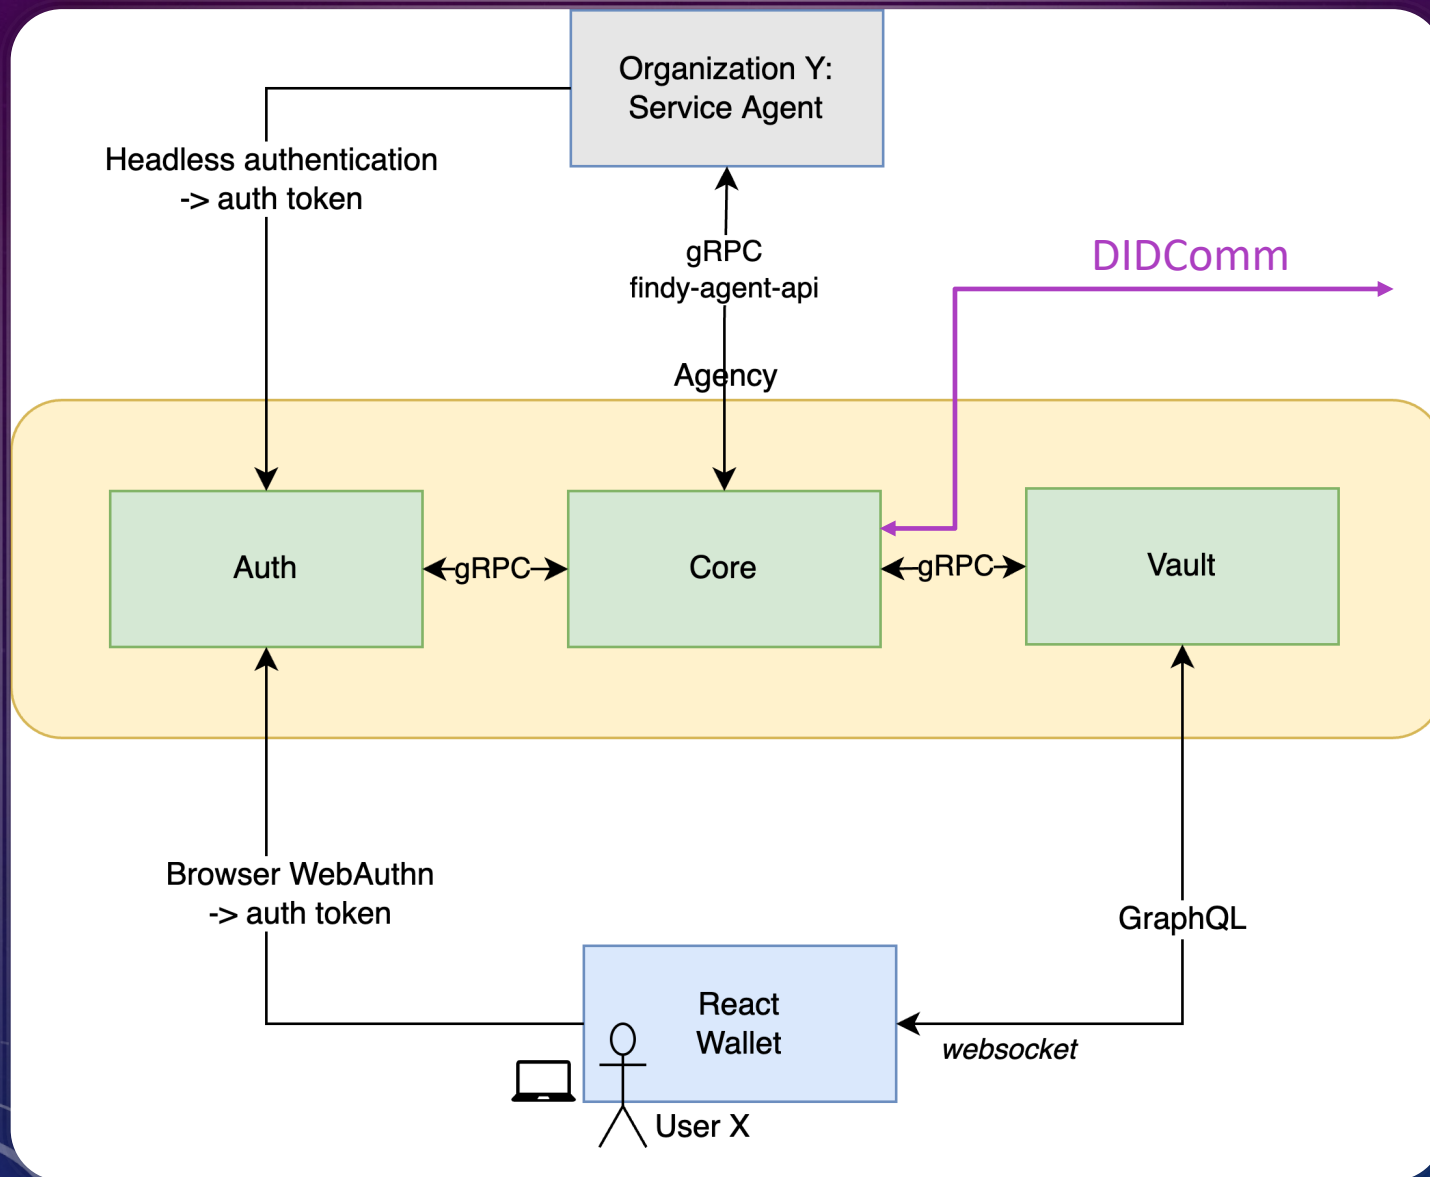 Organization Y:
Service Agent
Headless authentication
-> auth token
gRPC
findy-agent-api
DIDComm
Agency
Auth
gRPC
Core
gRPC
Vault
Browser WebAuthn
-> auth token
GraphQL
React
Wallet
websocket
User X